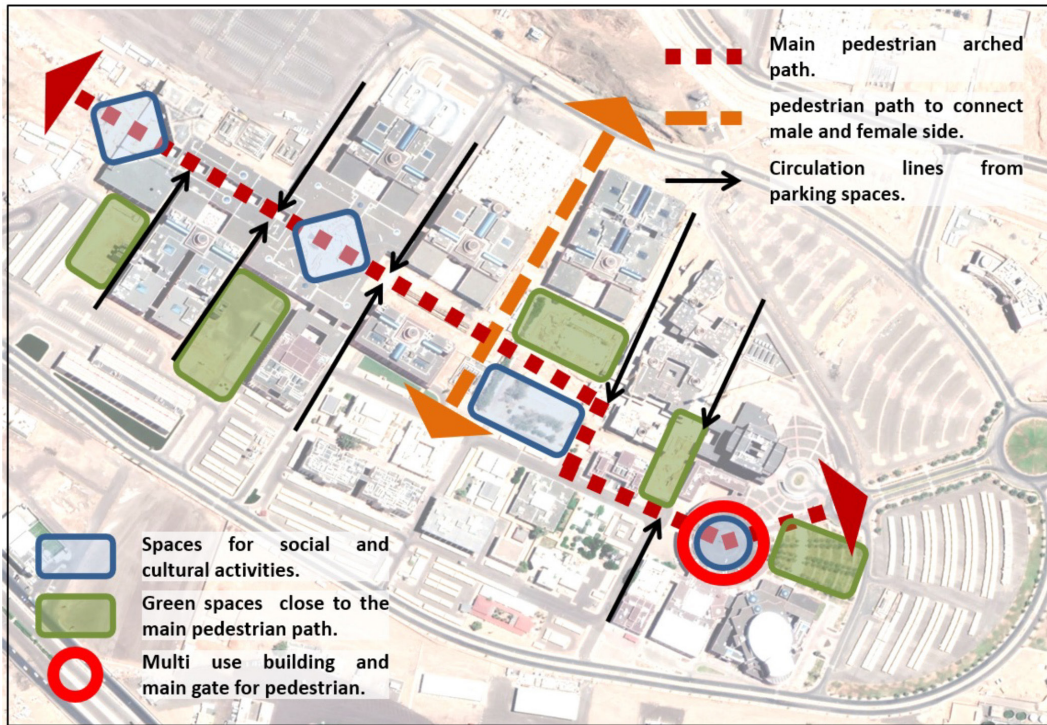 Main pedestrian arched
path.
pedestrian path to connect
male and female side.
Circulation lines from
parking spaces.
Spaces for social and
cultural activities.
Green spaces close to the
main pedestrian path.
Multi use building and
main gate for pedestrian.